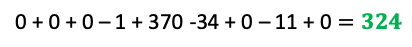 0 + 0 + 0 – 1 + 370 -34 + 0 – 11 + 0 = 324